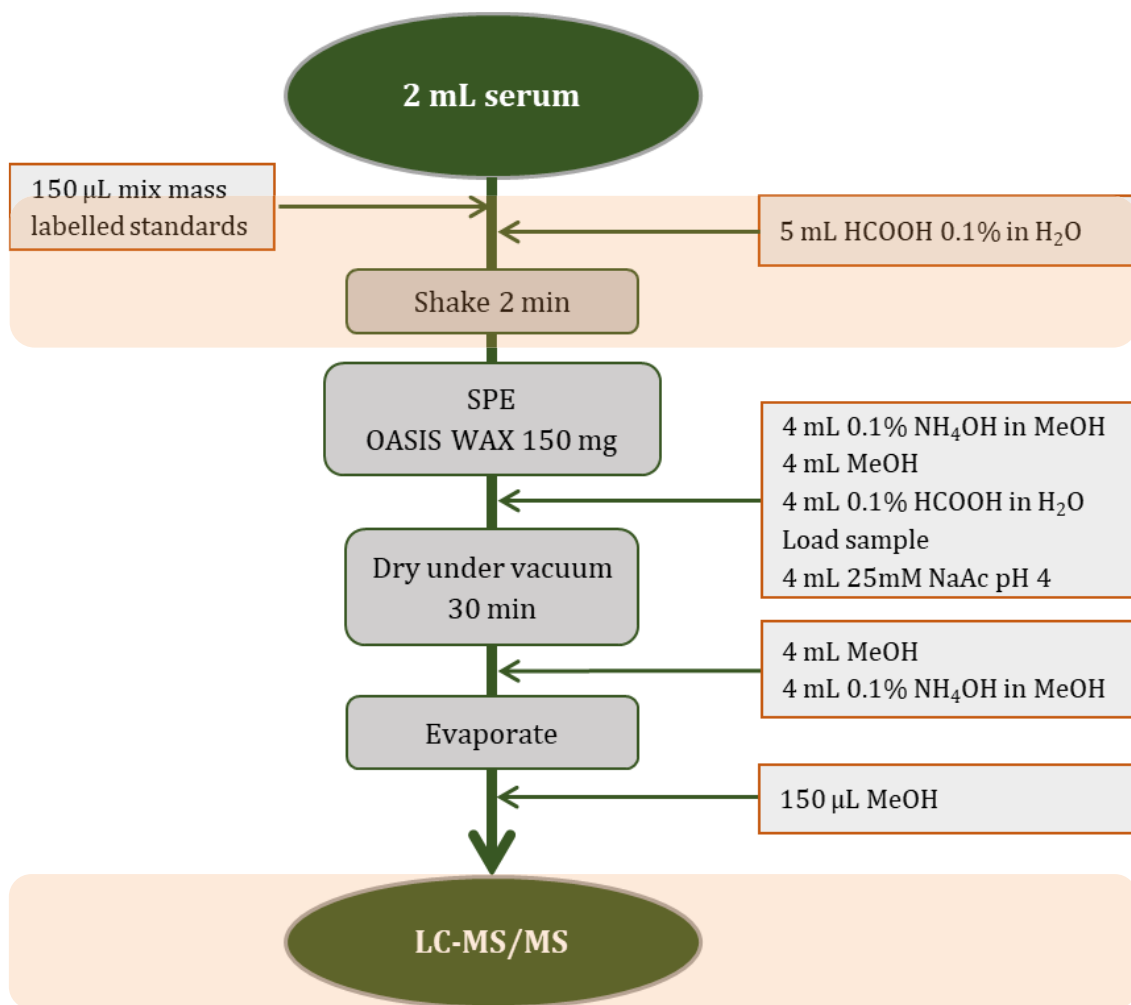 2 mL serum
150 µL mix mass
labelled standards
5 mL HCOOH 0.1% in H₂O
Shake 2 min
SPE
OASIS WAX 150 mg
4 mL 0.1% NH₄OH in MeOH
4 mL MeOH
4 mL 0.1% HCOOH in H₂O
Load sample
4 mL 25mM NaAc pH 4
Dry under vacuum
30 min
4 mL MeOH
4 mL 0.1% NH₄OH in MeOH
Evaporate
150 µL MeOH
LC-MS/MS